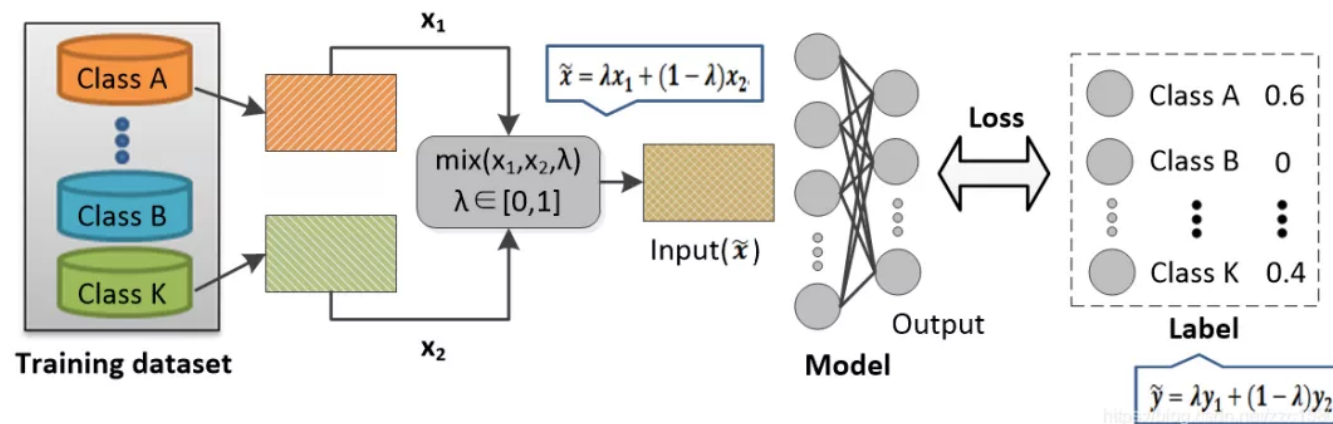 Class A
Class B
Class K
Training dataset
x₁
x₂
mix(x₁,x₂,λ)
λ∈[0,1]
x̃ = λx₁ + (1 − λ)x₂
Input(x̃)
Model
Output
Loss
Class A 0.6
Class B 0
Class K 0.4
Label
ỹ = λy₁ + (1 − λ)y₂